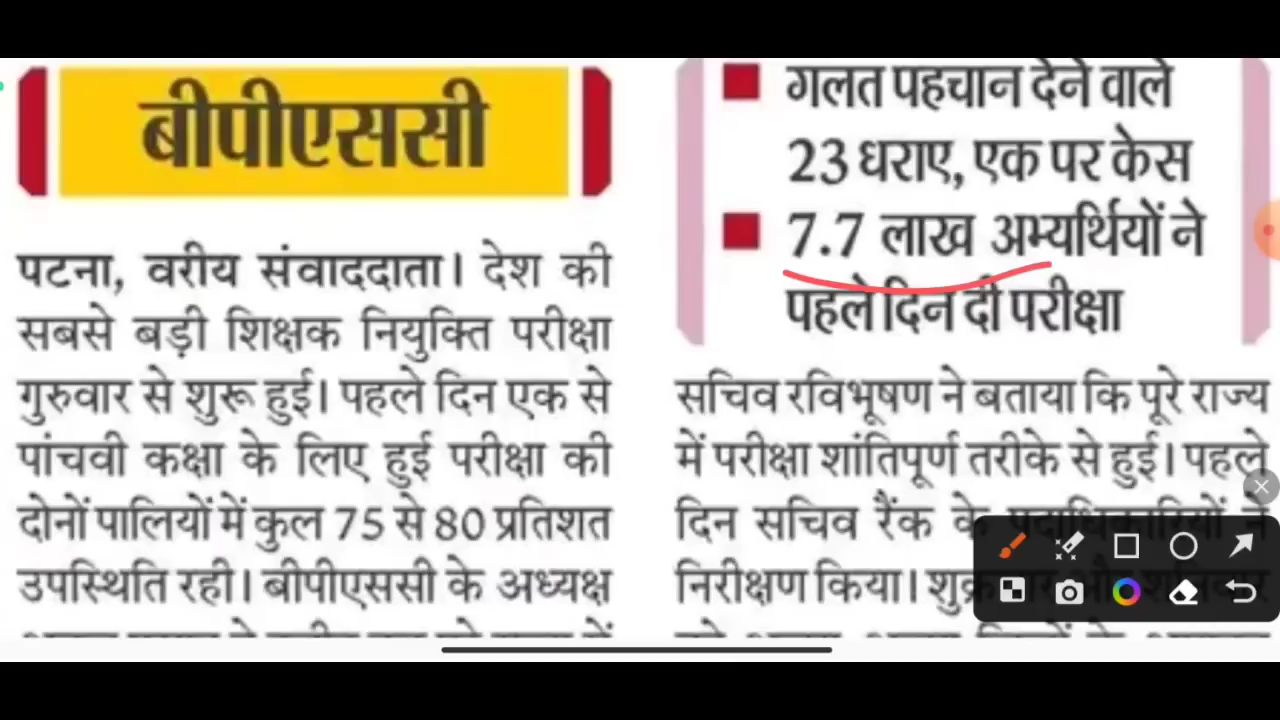 बीपीएससी
पटना, वरीय संवाददाता। देश की
सबसे बड़ी शिक्षक नियुक्ति परीक्षा
गुरुवार से शुरू हुई। पहले दिन एक से
पांचवी कक्षा के लिए हुई परीक्षा की
दोनों पालियों में कुल 75 से 80 प्रतिशत
उपस्थिति रही। बीपीएससी के अध्यक्ष
गलत पहचान देने वाले
23 धराए, एक पर केस
7.7 लाख अभ्यर्थियों ने
पहले दिन दी परीक्षा
सचिव रविभूषण ने बताया कि पूरे राज्य
में परीक्षा शांतिपूर्ण तरीके से हुई। पहले
दिन सचिव रैंक के पदाधिकारियों ने
निरीक्षण किया।